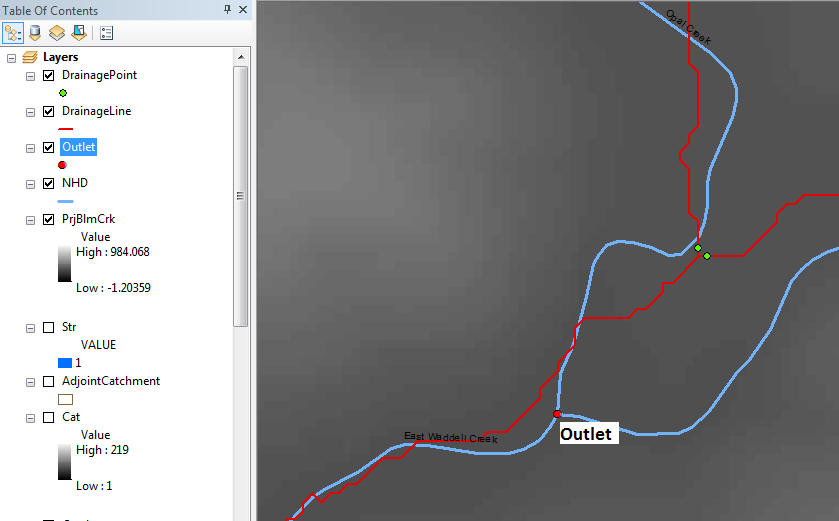 Table Of Contents
Layers
DrainagePoint
DrainageLine
Outlet
NHD
PrjBlmCrk
Value
High : 984.068
Low : -1.20359
Str
VALUE
1
AdjointCatchment
Cat
Value
High : 219
Low : 1
Opal Creek
East Waddell Creek
Outlet